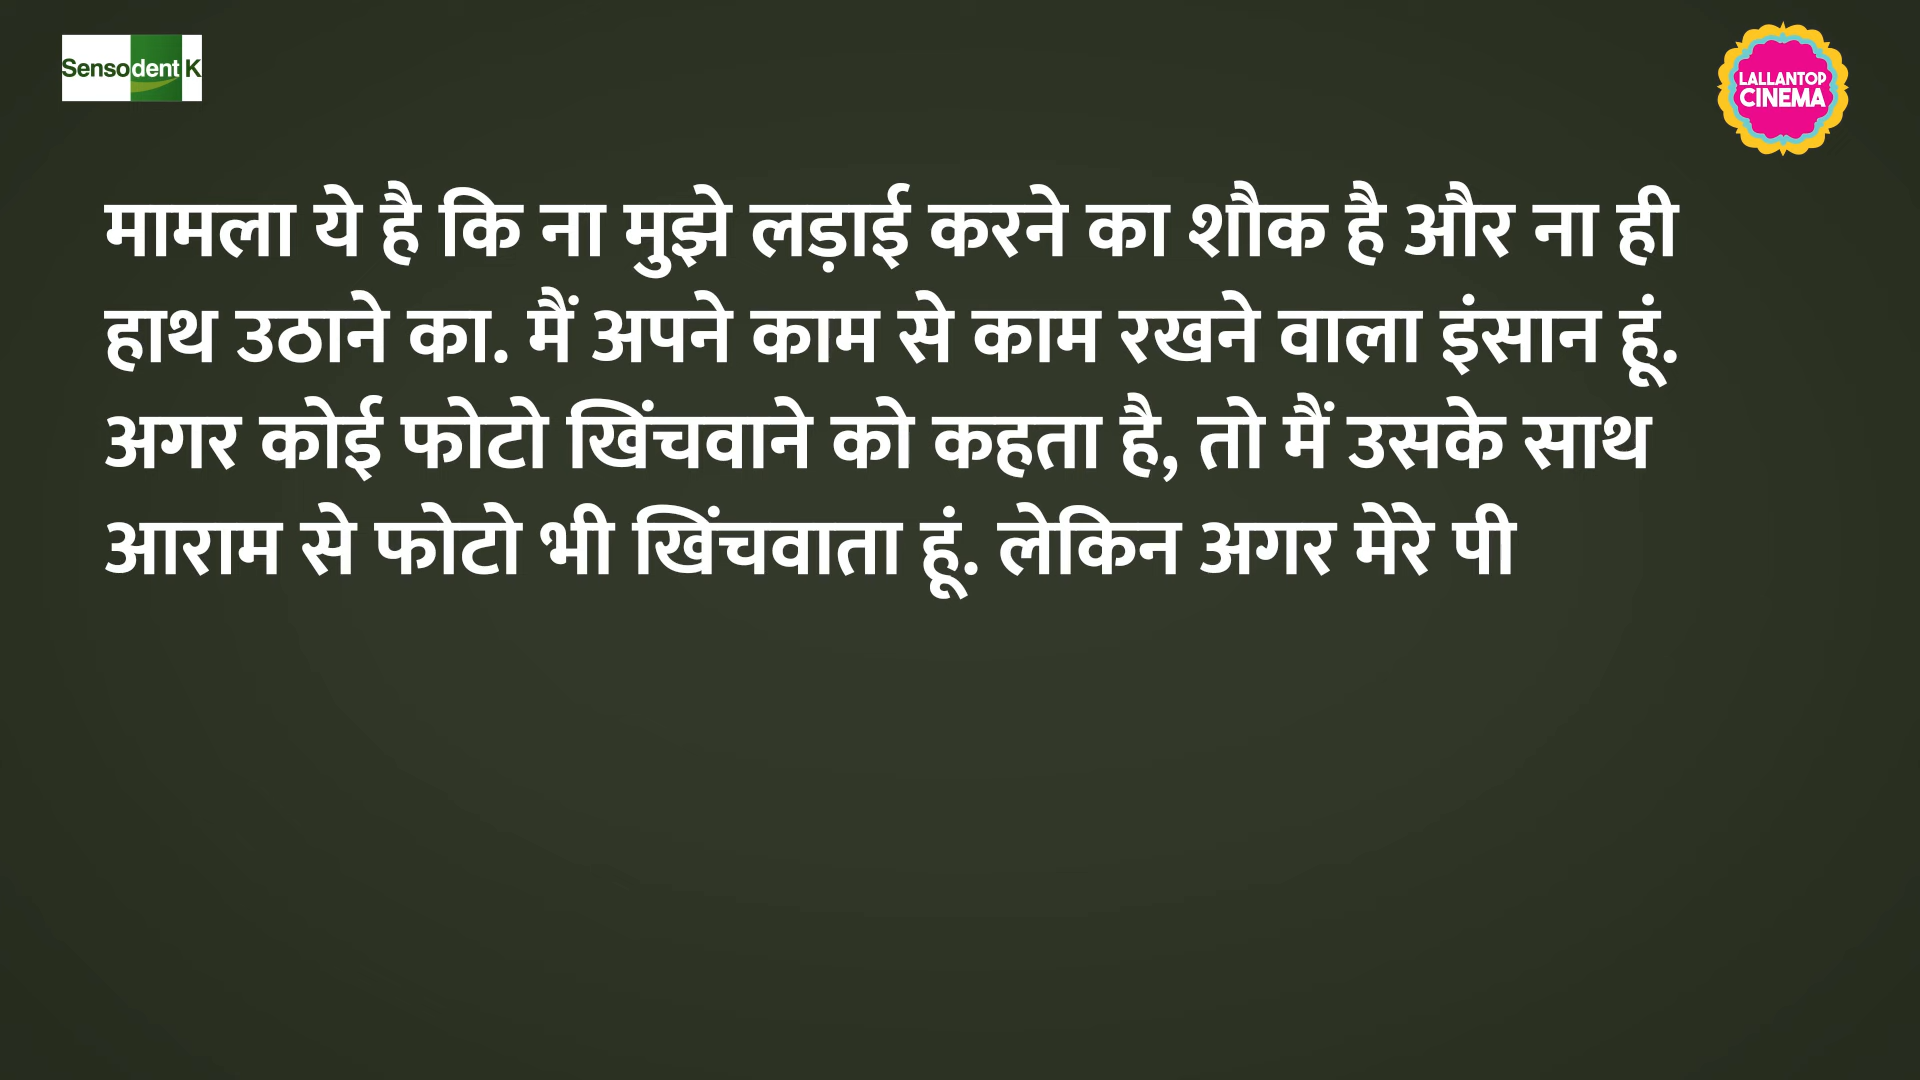 Sensodent K
LALLANTOP
CINEMA
मामला ये है कि ना मुझे लड़ाई करने का शौक है और ना ही
हाथ उठाने का. मैं अपने काम से काम रखने वाला इंसान हूं.
अगर कोई फोटो खिंचवाने को कहता है, तो मैं उसके साथ
आराम से फोटो भी खिंचवाता हूं. लेकिन अगर मेरे पी